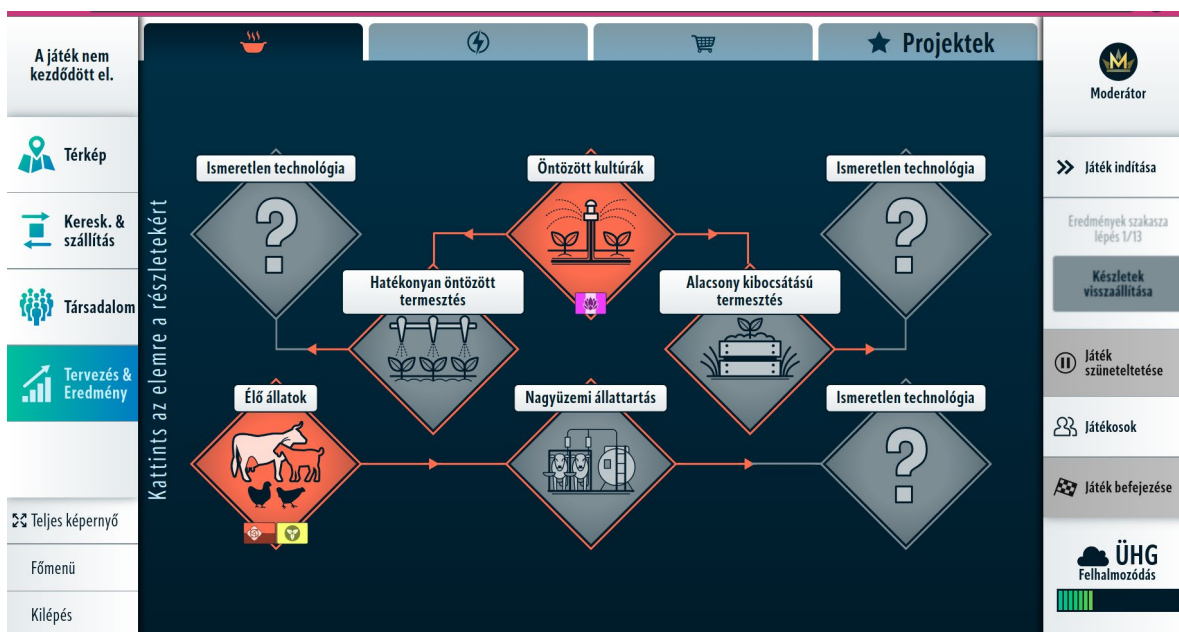 A játék nem
kezdődött el.
Térkép
Keresk. &
szállítás
Társadalom
Tervezés &
Eredmény
Teljes képernyő
Főmenü
Kilépés
Projektek
Kattints az elemre a részletekért
Ismeretlen technológia
Öntözött kultúrák
Ismeretlen technológia
Hatékonyan öntözött
termesztés
Alacsony kibocsátású
termesztés
Élő állatok
Nagyüzemi állattartás
Ismeretlen technológia
Moderátor
Játék indítása
Eredmények szakasza
lépés 1/13
Készletek
visszaállítása
Játék
szüneteltetése
Játékosok
Játék befejezése
ÜHG
Felhalmozódás